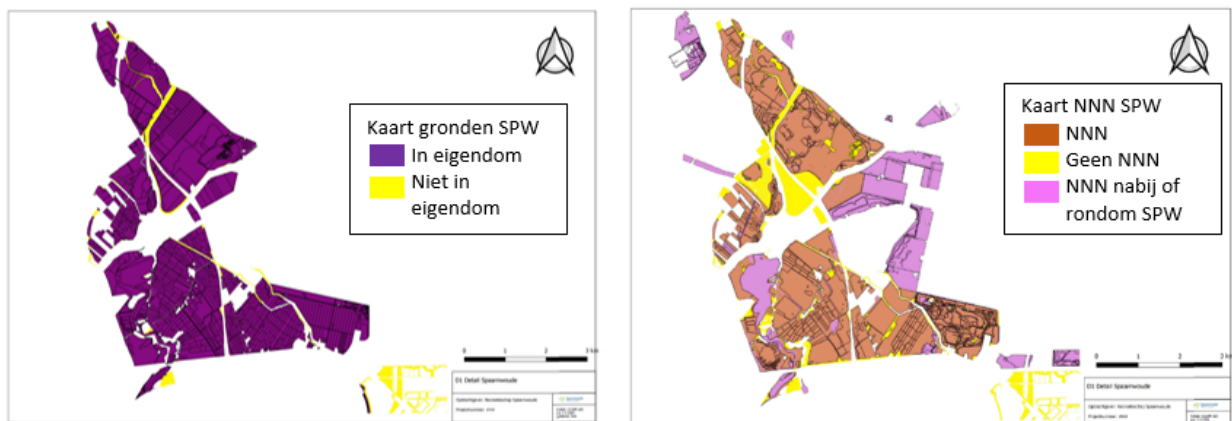 Kaart gronden SPW
In eigendom
Niet in
eigendom
0 1 2 3 km
D1 Detail Spaarnwoude
Kaart NNN SPW
NNN
Geen NNN
NNN nabij of
rondom SPW
0 1 2 3 km
D1 Detail Spaarnwoude